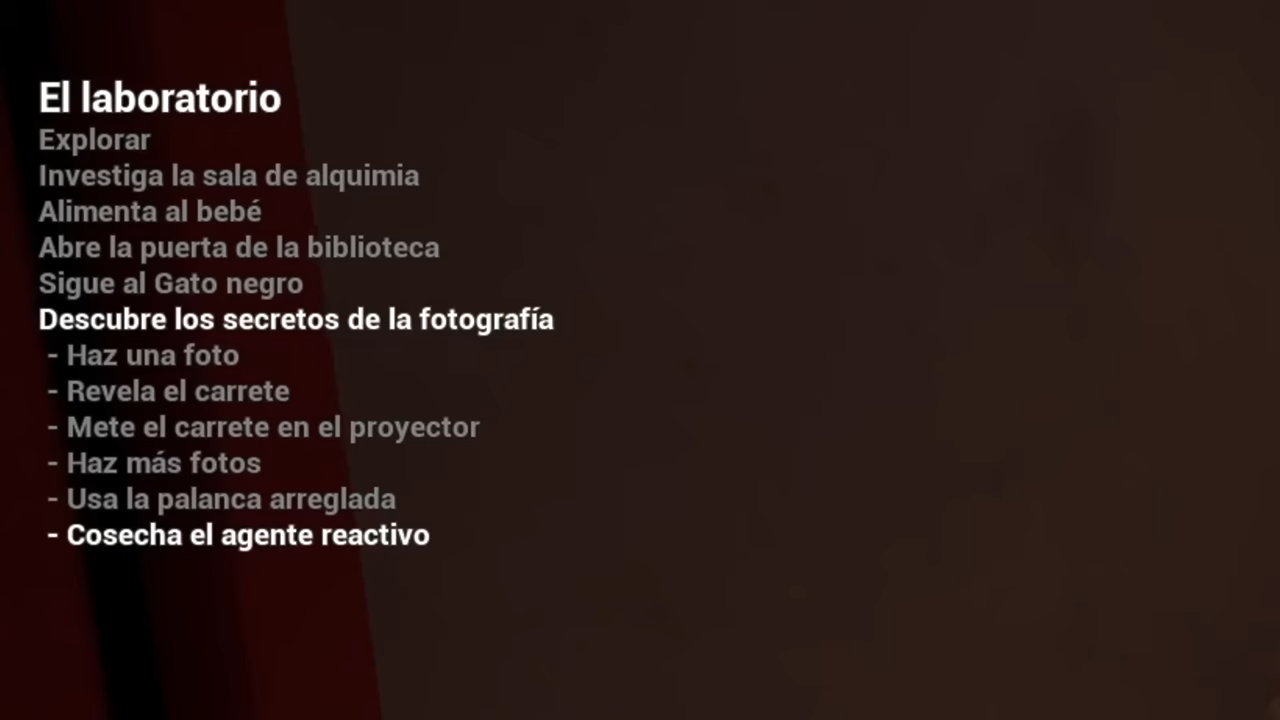 El laboratorio
Explorar
Investiga la sala de alquimia
Alimenta al bebé
Abre la puerta de la biblioteca
Sigue al Gato negro
Descubre los secretos de la fotografía
- Haz una foto
- Revela el carrete
- Mete el carrete en el proyector
- Haz más fotos
- Usa la palanca arreglada
- Cosecha el agente reactivo